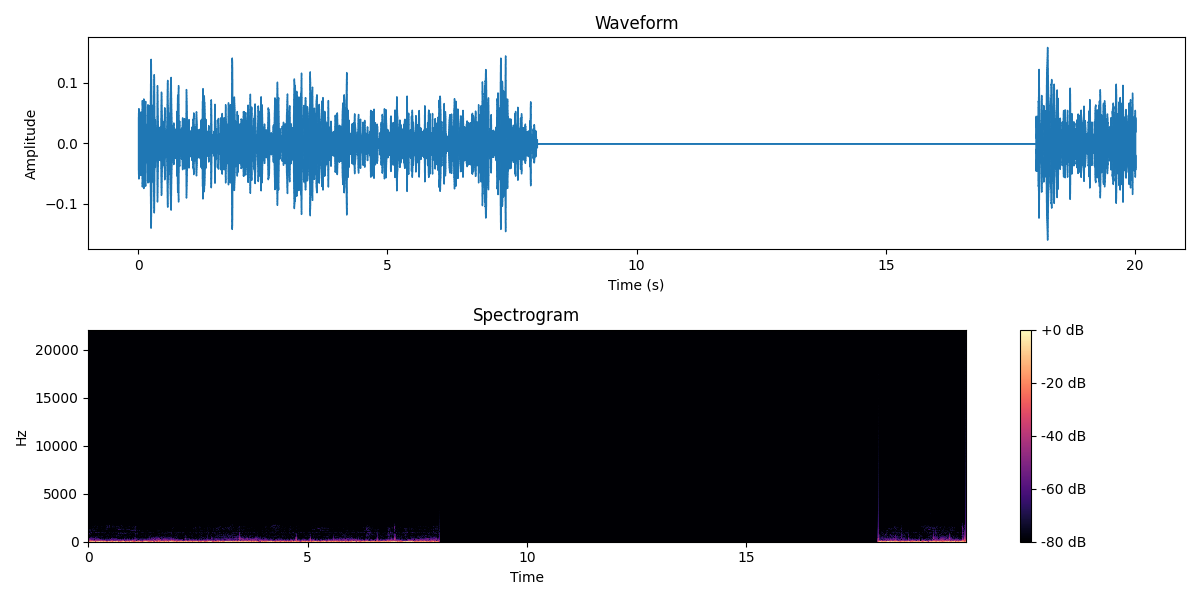 Waveform
0.1
0.0
−0.1
Amplitude
0 5 10 15 20
Time (s)
Spectrogram
20000
15000
10000
5000
0
Hz
0 5 10 15
Time
+0 dB
-20 dB
-40 dB
-60 dB
-80 dB